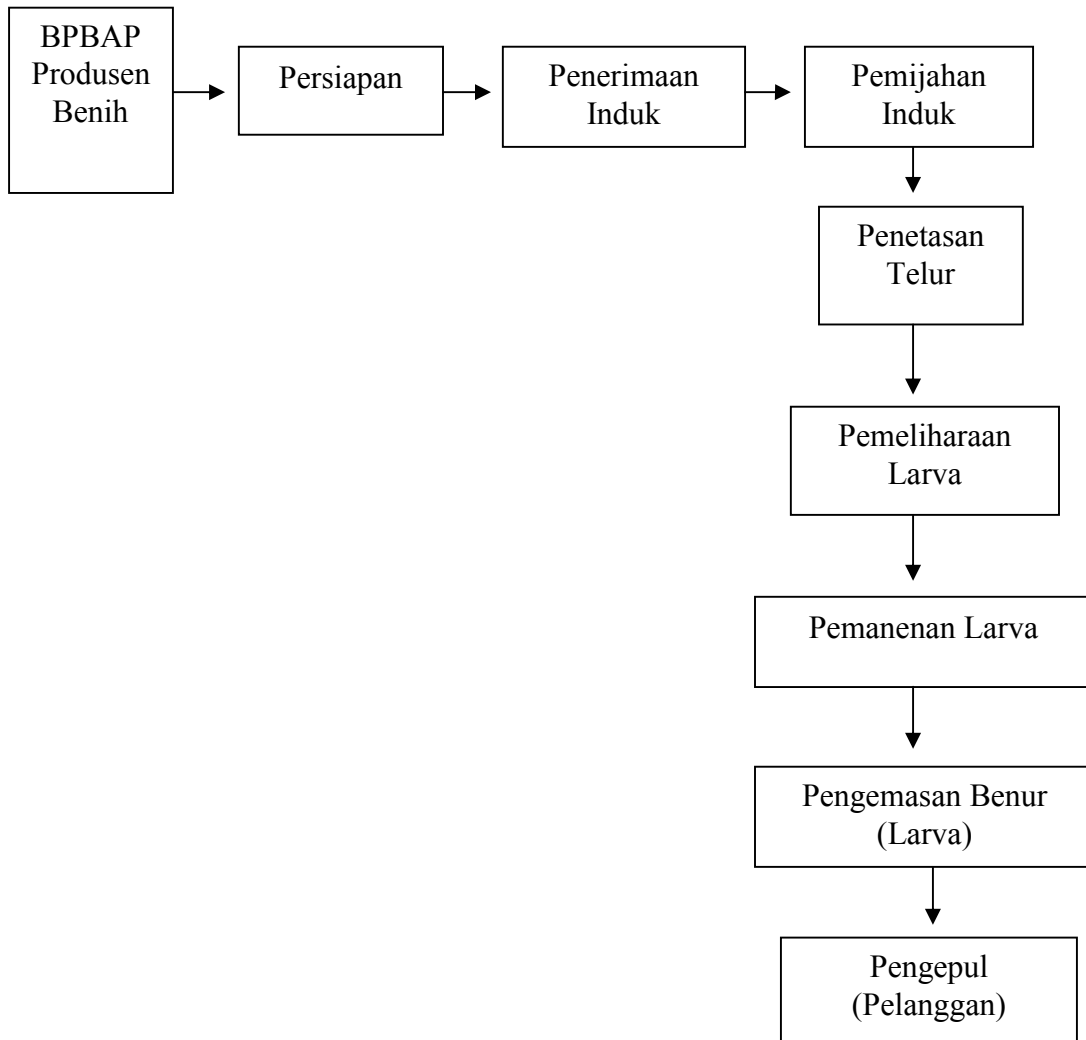 BPBAP
Produsen
Benih
Persiapan
Penerimaan
Induk
Pemijahan
Induk
Penetasan
Telur
Pemeliharaan
Larva
Pemanenan Larva
Pengemasan Benur
(Larva)
Pengepul
(Pelanggan)